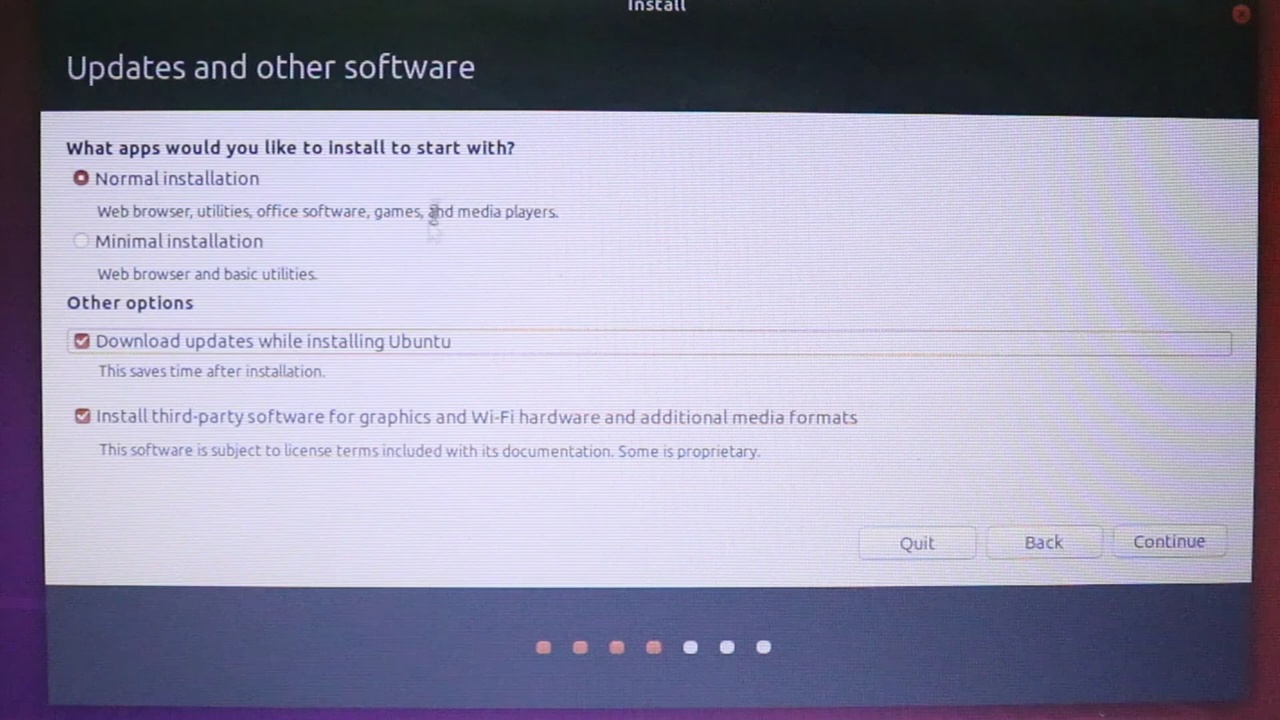 Install
Updates and other software
What apps would you like to install to start with?
Normal installation
Web browser, utilities, office software, games, and media players.
Minimal installation
Web browser and basic utilities.
Other options
Download updates while installing Ubuntu
This saves time after installation.
Install third-party software for graphics and Wi-Fi hardware and additional media formats
This software is subject to license terms included with its documentation. Some is proprietary.
Quit
Back
Continue